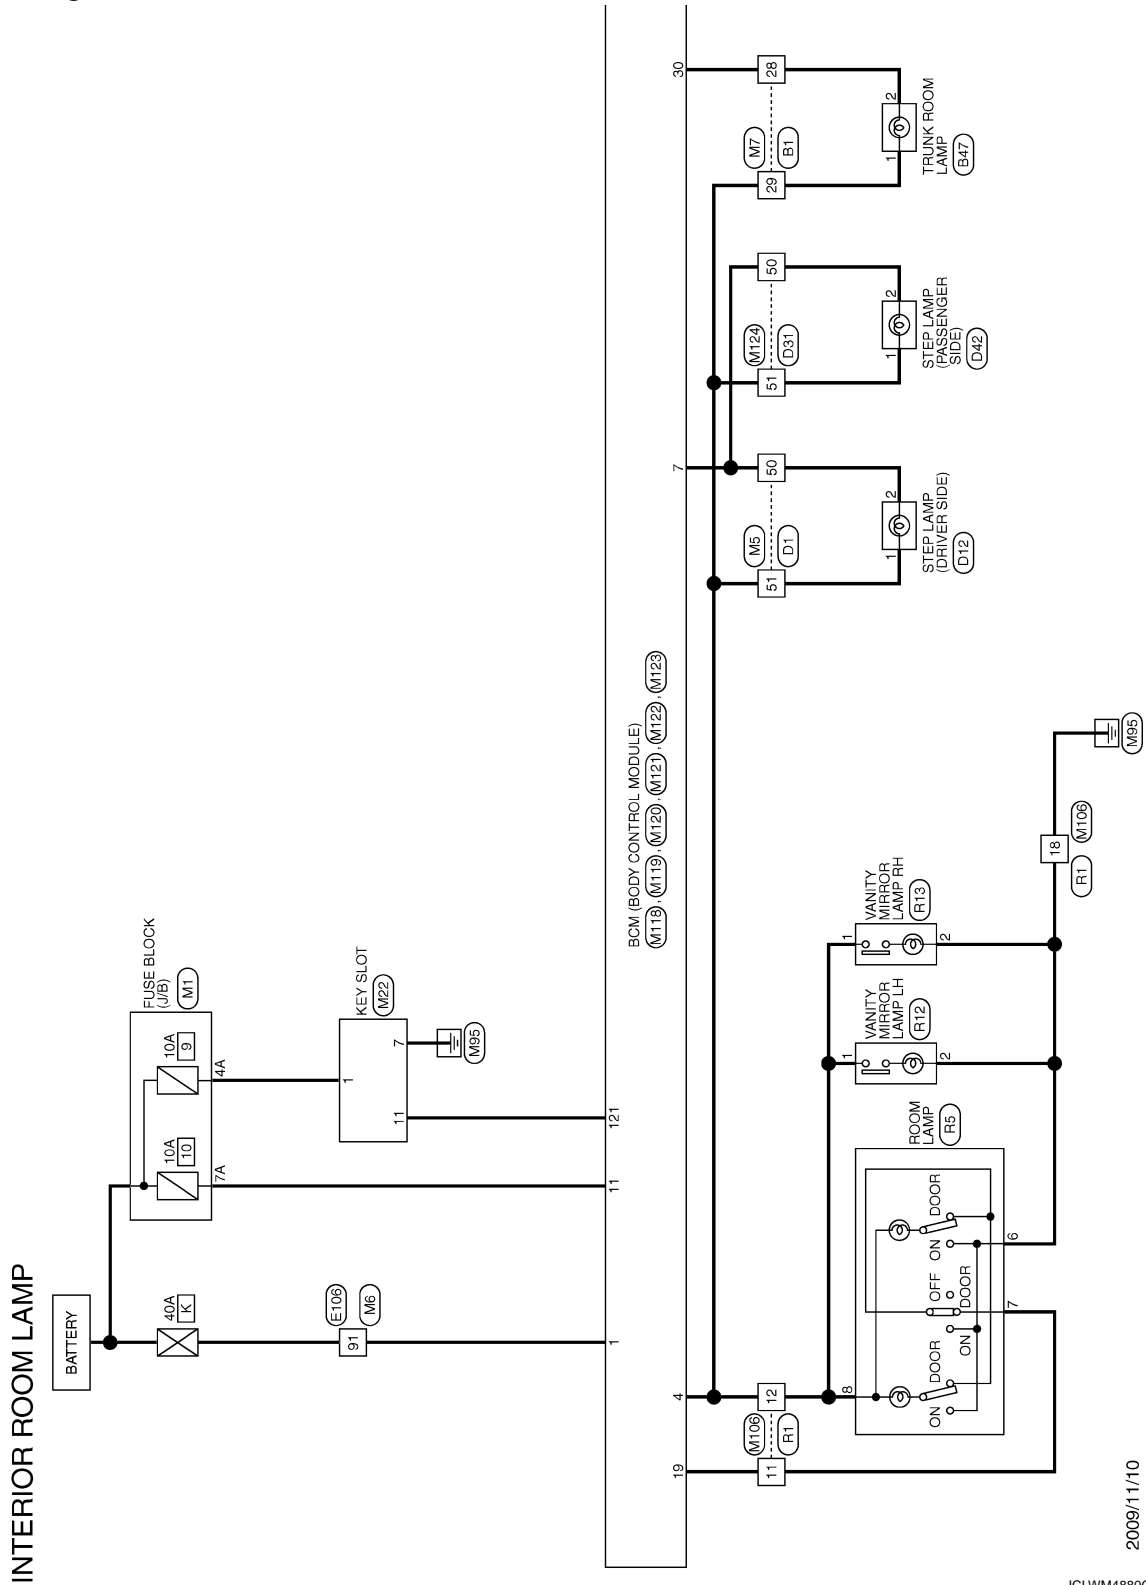 INTERIOR ROOM LAMP
BATTERY
40A
K
E106
91
M6
1
10A
10
10A
9
FUSE BLOCK
(J/B)
M1
7A
4A
KEY SLOT
M22
1
7
11
M95
11
121
BCM (BODY CONTROL MODULE)
M118 , M119 , M120 , M121 , M122 , M123
19
4
7
30
M106
R1
11
12
M5
D1
51
50
M124
D31
51
50
M7
B1
29
28
1
2
STEP LAMP
(DRIVER SIDE)
D12
1
2
STEP LAMP
(PASSENGER
SIDE)
D42
1
2
TRUNK ROOM
LAMP
B47
8
ROOM
LAMP
R5
ON
DOOR
ON
DOOR
OFF
ON
DOOR
7
6
1
2
VANITY
MIRROR
LAMP LH
R12
1
2
VANITY
MIRROR
LAMP RH
R13
18
R1
M106
M95
2009/11/10